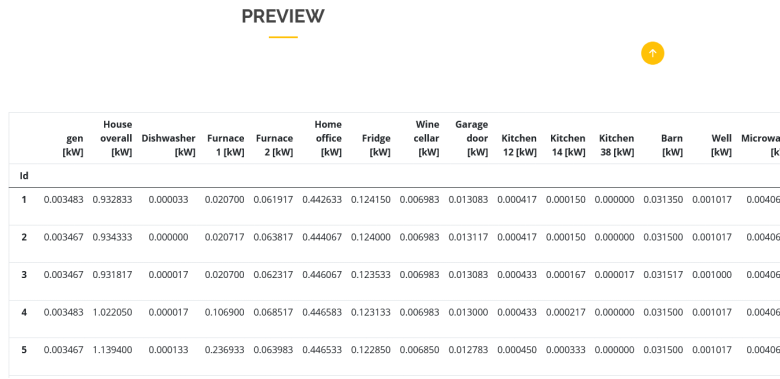 PREVIEW
gen [kW] House overall [kW] Dishwasher [kW] Furnace 1 [kW] Furnace 2 [kW] Home office [kW] Fridge [kW] Wine cellar [kW] Garage door [kW] Kitchen 12 [kW] Kitchen 14 [kW] Kitchen 38 [kW] Barn [kW] Well [kW] Microwa [k
Id
1 0.003483 0.932833 0.000033 0.020700 0.061917 0.442633 0.124150 0.006983 0.013083 0.000417 0.000150 0.000000 0.031350 0.001017 0.00406
2 0.003467 0.934333 0.000000 0.020717 0.063817 0.444067 0.124000 0.006983 0.013117 0.000417 0.000150 0.000000 0.031500 0.001017 0.00406
3 0.003467 0.931817 0.000017 0.020700 0.062317 0.446067 0.123533 0.006983 0.013083 0.000433 0.000167 0.000017 0.031517 0.001000 0.00406
4 0.003483 1.022050 0.000017 0.106900 0.068517 0.446583 0.123133 0.006983 0.013000 0.000433 0.000217 0.000000 0.031500 0.001017 0.00406
5 0.003467 1.139400 0.000133 0.236933 0.063983 0.446533 0.122850 0.006850 0.012783 0.000450 0.000333 0.000000 0.031500 0.001017 0.00406